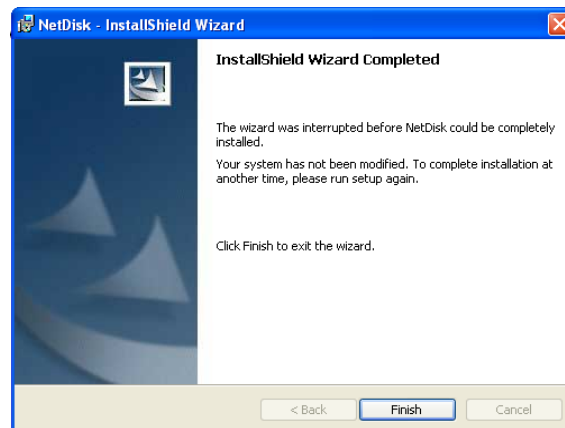 NetDisk - InstallShield Wizard
InstallShield Wizard Completed
The wizard was interrupted before NetDisk could be completely
installed.
Your system has not been modified. To complete installation at
another time, please run setup again.
Click Finish to exit the wizard.
< Back Finish Cancel